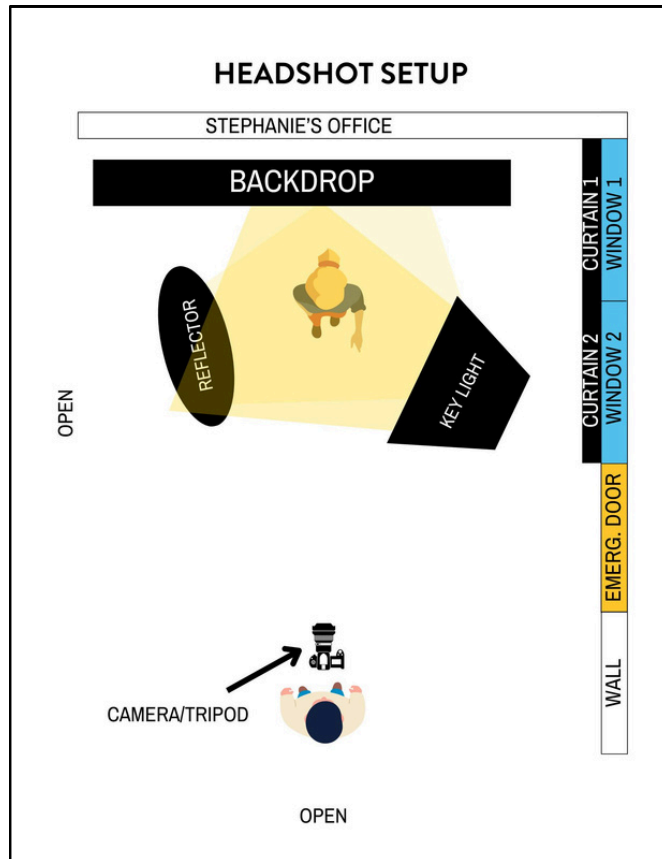 HEADSHOT SETUP
STEPHANIE'S OFFICE
BACKDROP
CURTAIN 1
WINDOW 1
REFLECTOR
KEY LIGHT
CURTAIN 2
WINDOW 2
OPEN
EMERG. DOOR
CAMERA/TRIPOD
WALL
OPEN